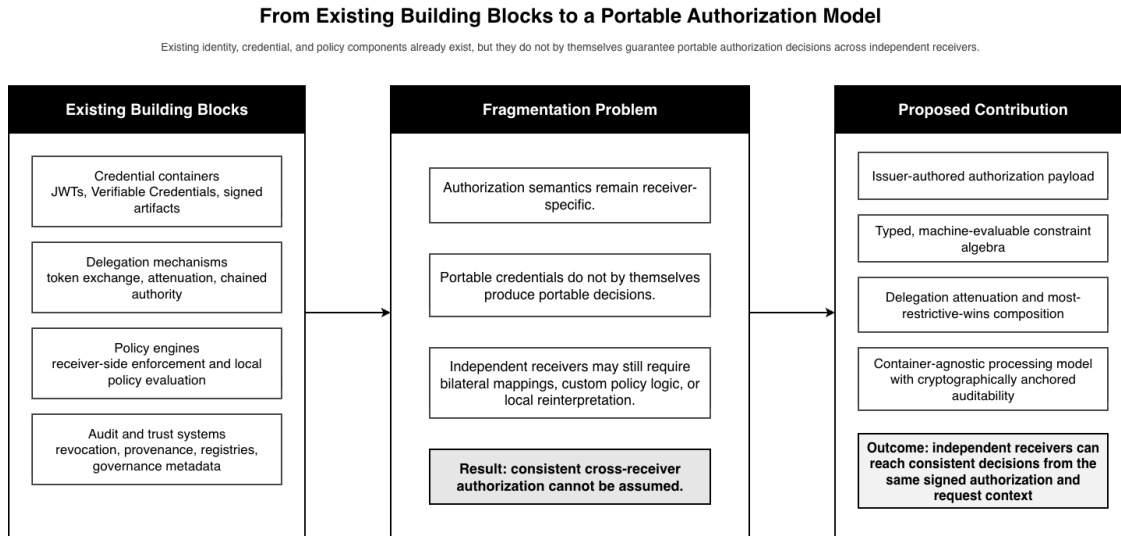 From Existing Building Blocks to a Portable Authorization Model
Existing identity, credential, and policy components already exist, but they do not by themselves guarantee portable authorization decisions across independent receivers.
Existing Building Blocks
Credential containers
JWTs, Verifiable Credentials, signed
artifacts
Delegation mechanisms
token exchange, attenuation, chained
authority
Policy engines
receiver-side enforcement and local
policy evaluation
Audit and trust systems
revocation, provenance, registries,
governance metadata
Fragmentation Problem
Authorization semantics remain receiver-
specific.
Portable credentials do not by themselves
produce portable decisions.
Independent receivers may still require
bilateral mappings, custom policy logic, or
local reinterpretation.
Result: consistent cross-receiver
authorization cannot be assumed.
Proposed Contribution
Issuer-authored authorization payload
Typed, machine-evaluable constraint
algebra
Delegation attenuation and most-
restrictive-wins composition
Container-agnostic processing model
with cryptographically anchored
auditability
Outcome: independent receivers can
reach consistent decisions from the
same signed authorization and
request context